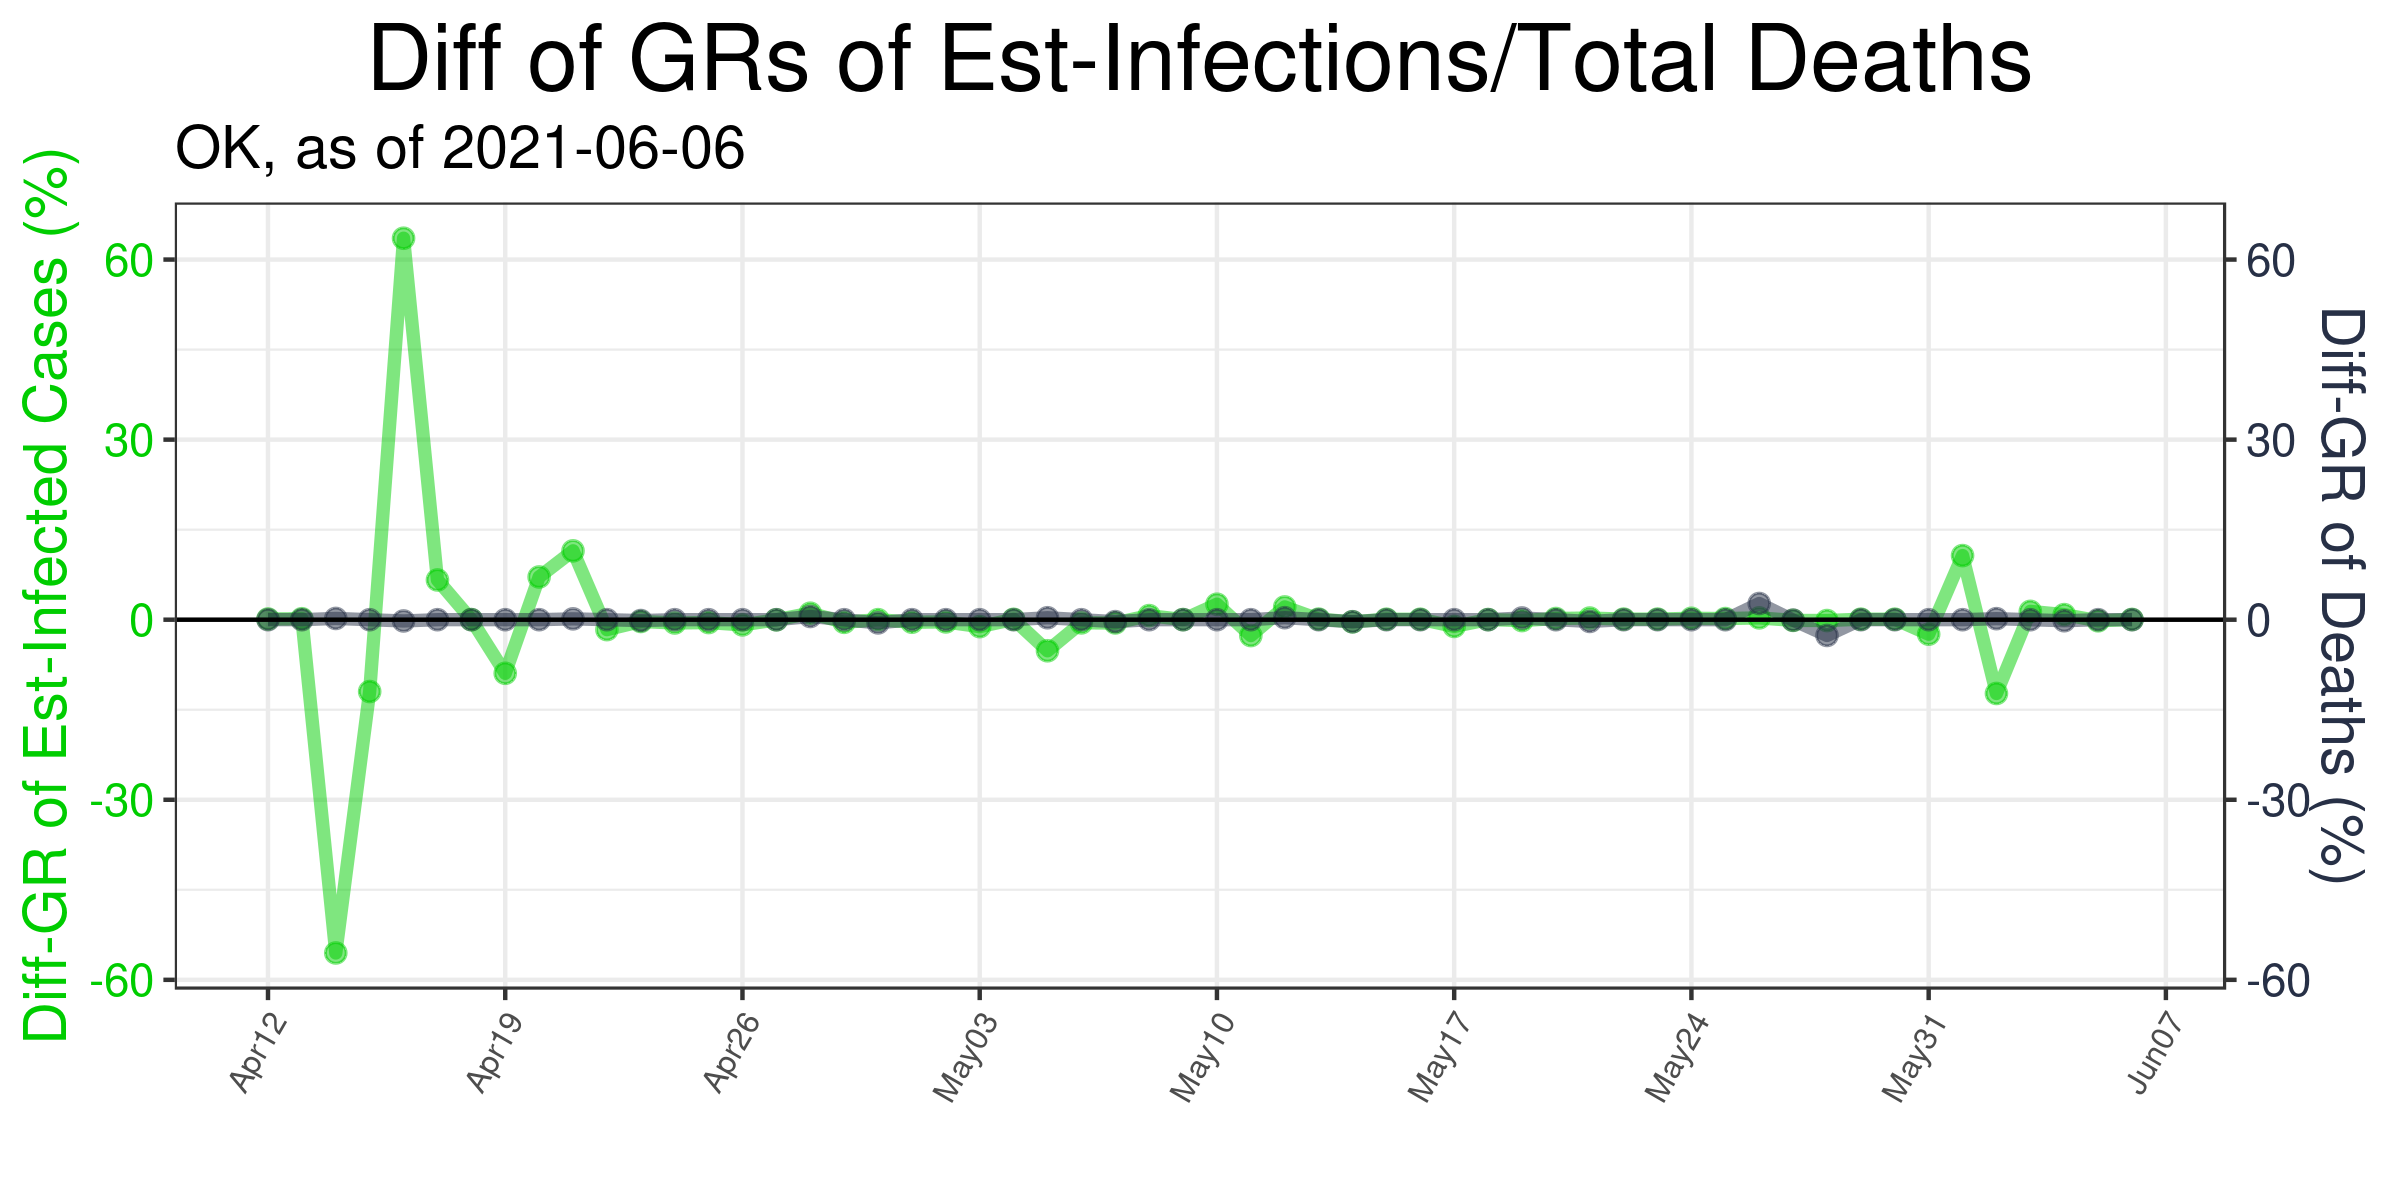 Diff of GRs of Est-Infections/Total Deaths
OK, as of 2021-06-06
Diff-GR of Est-Infected Cases (%)
60
30
0
-30
-60
60
30
0
-30
-60
Diff-GR of Deaths (%)
Apr12
Apr19
Apr26
May03
May10
May17
May24
May31
Jun07